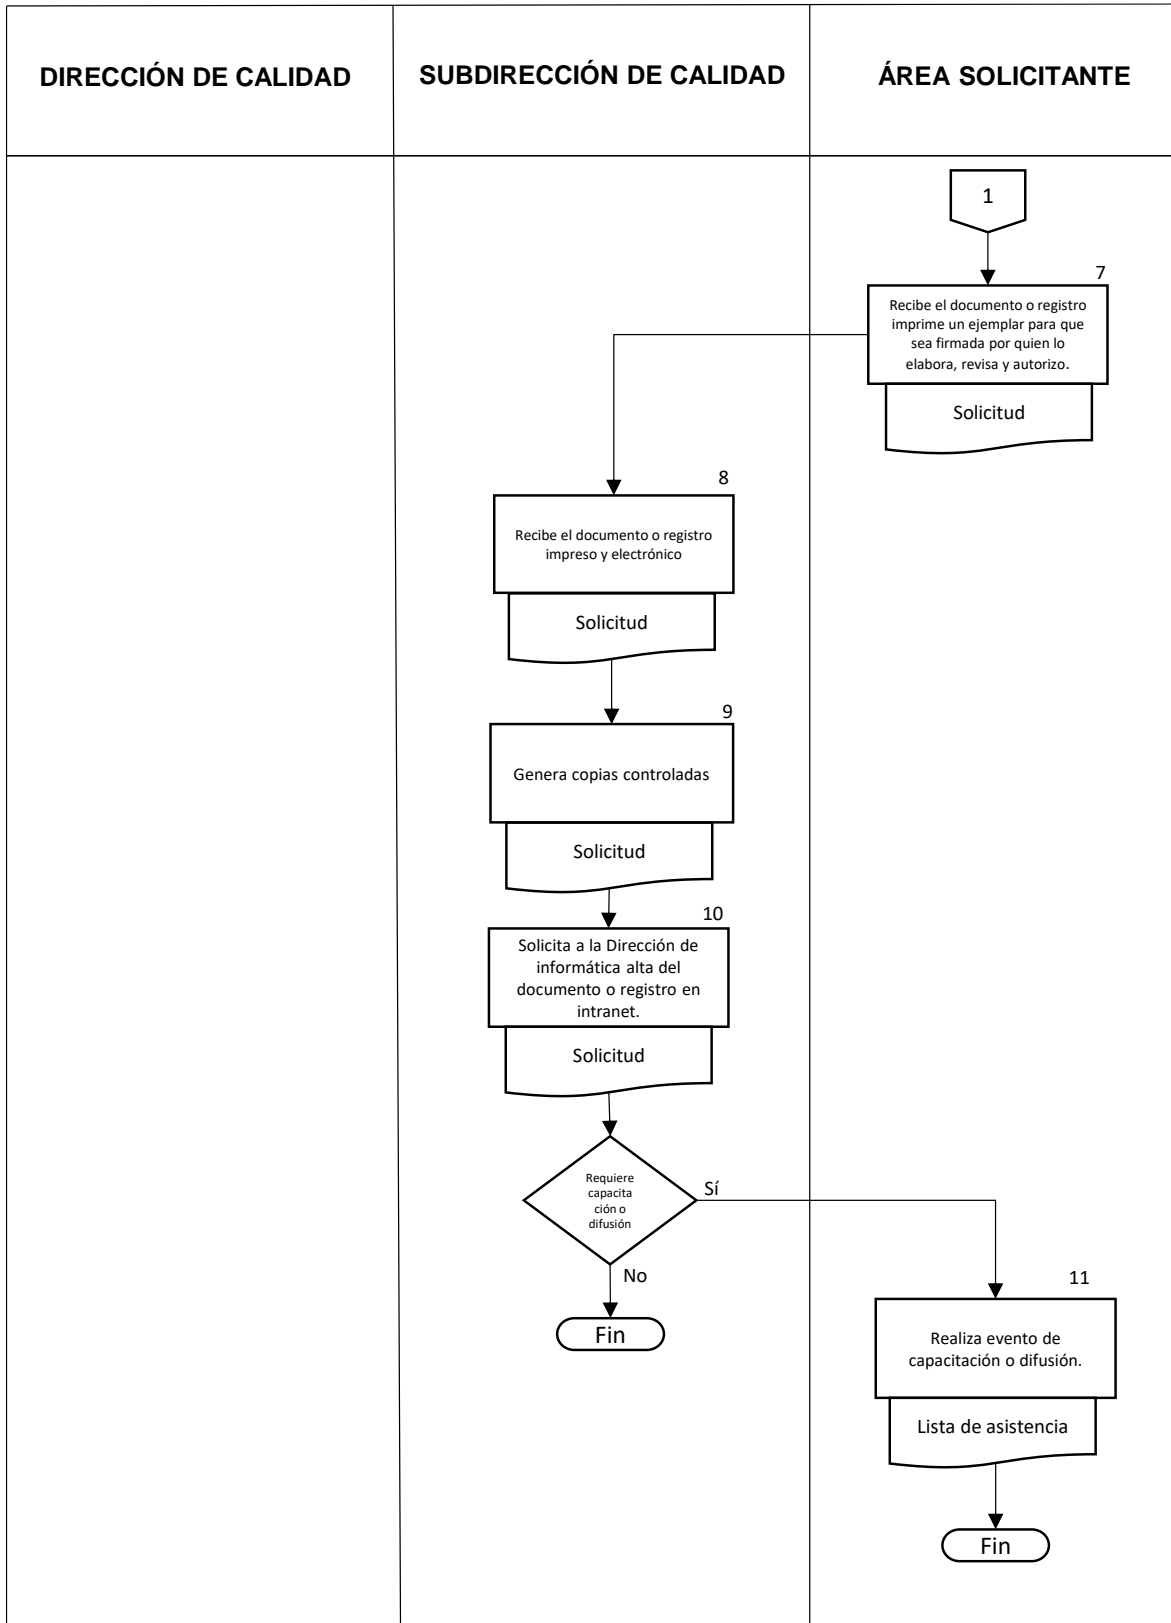 DIRECCIÓN DE CALIDAD
SUBDIRECCIÓN DE CALIDAD
ÁREA SOLICITANTE
1
7
Recibe el documento o registro
imprime un ejemplar para que
sea firmada por quien lo
elabora, revisa y autorizo.
Solicitud
8
Recibe el documento o registro
impreso y electrónico
Solicitud
9
Genera copias controladas
Solicitud
10
Solicita a la Dirección de
informática alta del
documento o registro en
intranet.
Solicitud
Requiere
capacita
ción o
difusión
Sí
No
Fin
11
Realiza evento de
capacitación o difusión.
Lista de asistencia
Fin